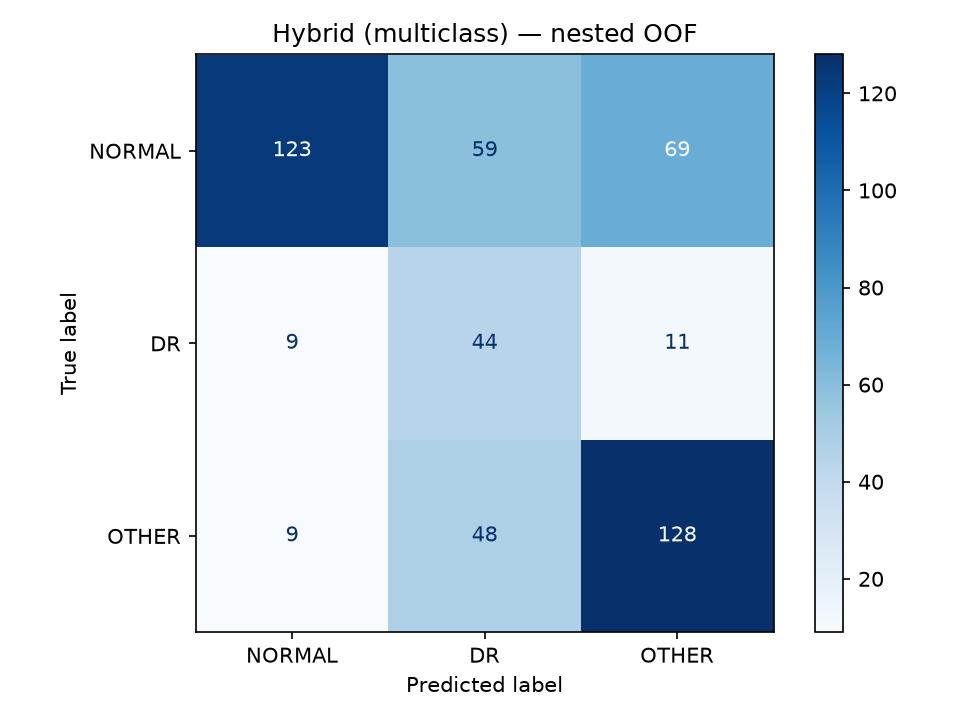 Hybrid (multiclass) — nested OOF
NORMAL 123 59 69
DR 9 44 11
OTHER 9 48 128
NORMAL DR OTHER
Predicted label
True label
120
100
80
60
40
20